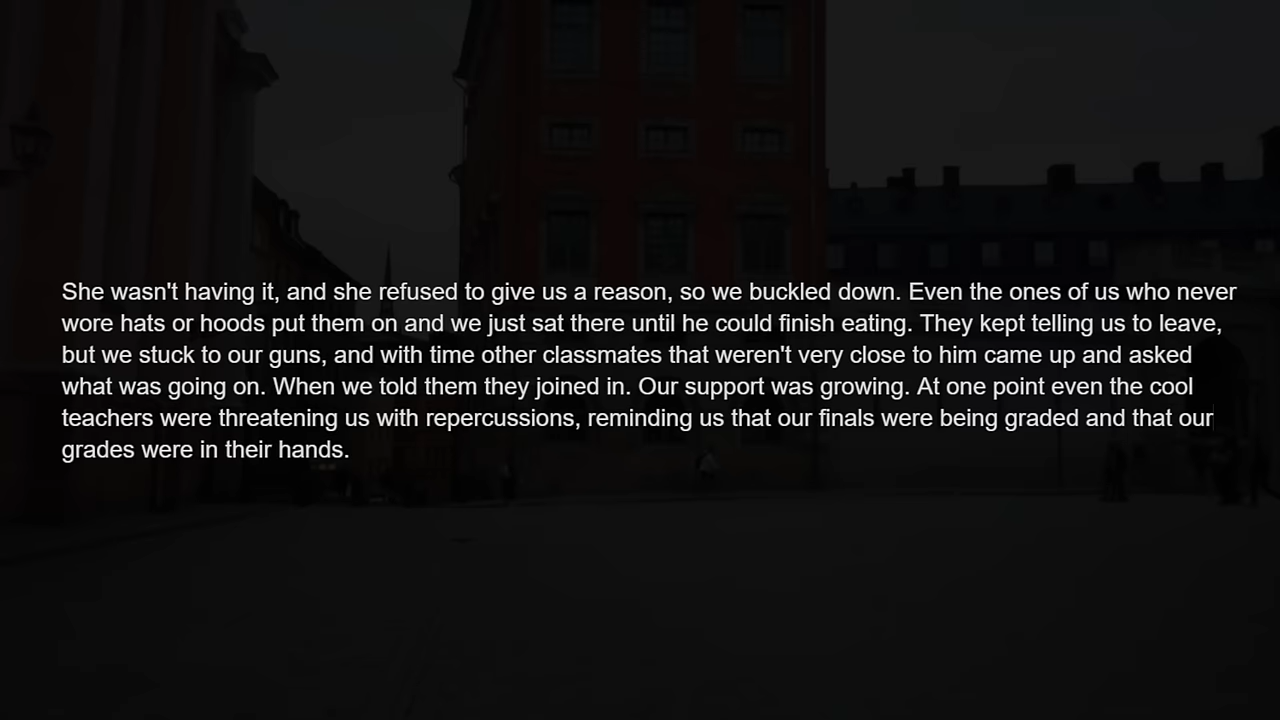 She wasn't having it, and she refused to give us a reason, so we buckled down. Even the ones of us who never
wore hats or hoods put them on and we just sat there until he could finish eating. They kept telling us to leave,
but we stuck to our guns, and with time other classmates that weren't very close to him came up and asked
what was going on. When we told them they joined in. Our support was growing. At one point even the cool
teachers were threatening us with repercussions, reminding us that our finals were being graded and that our
grades were in their hands.